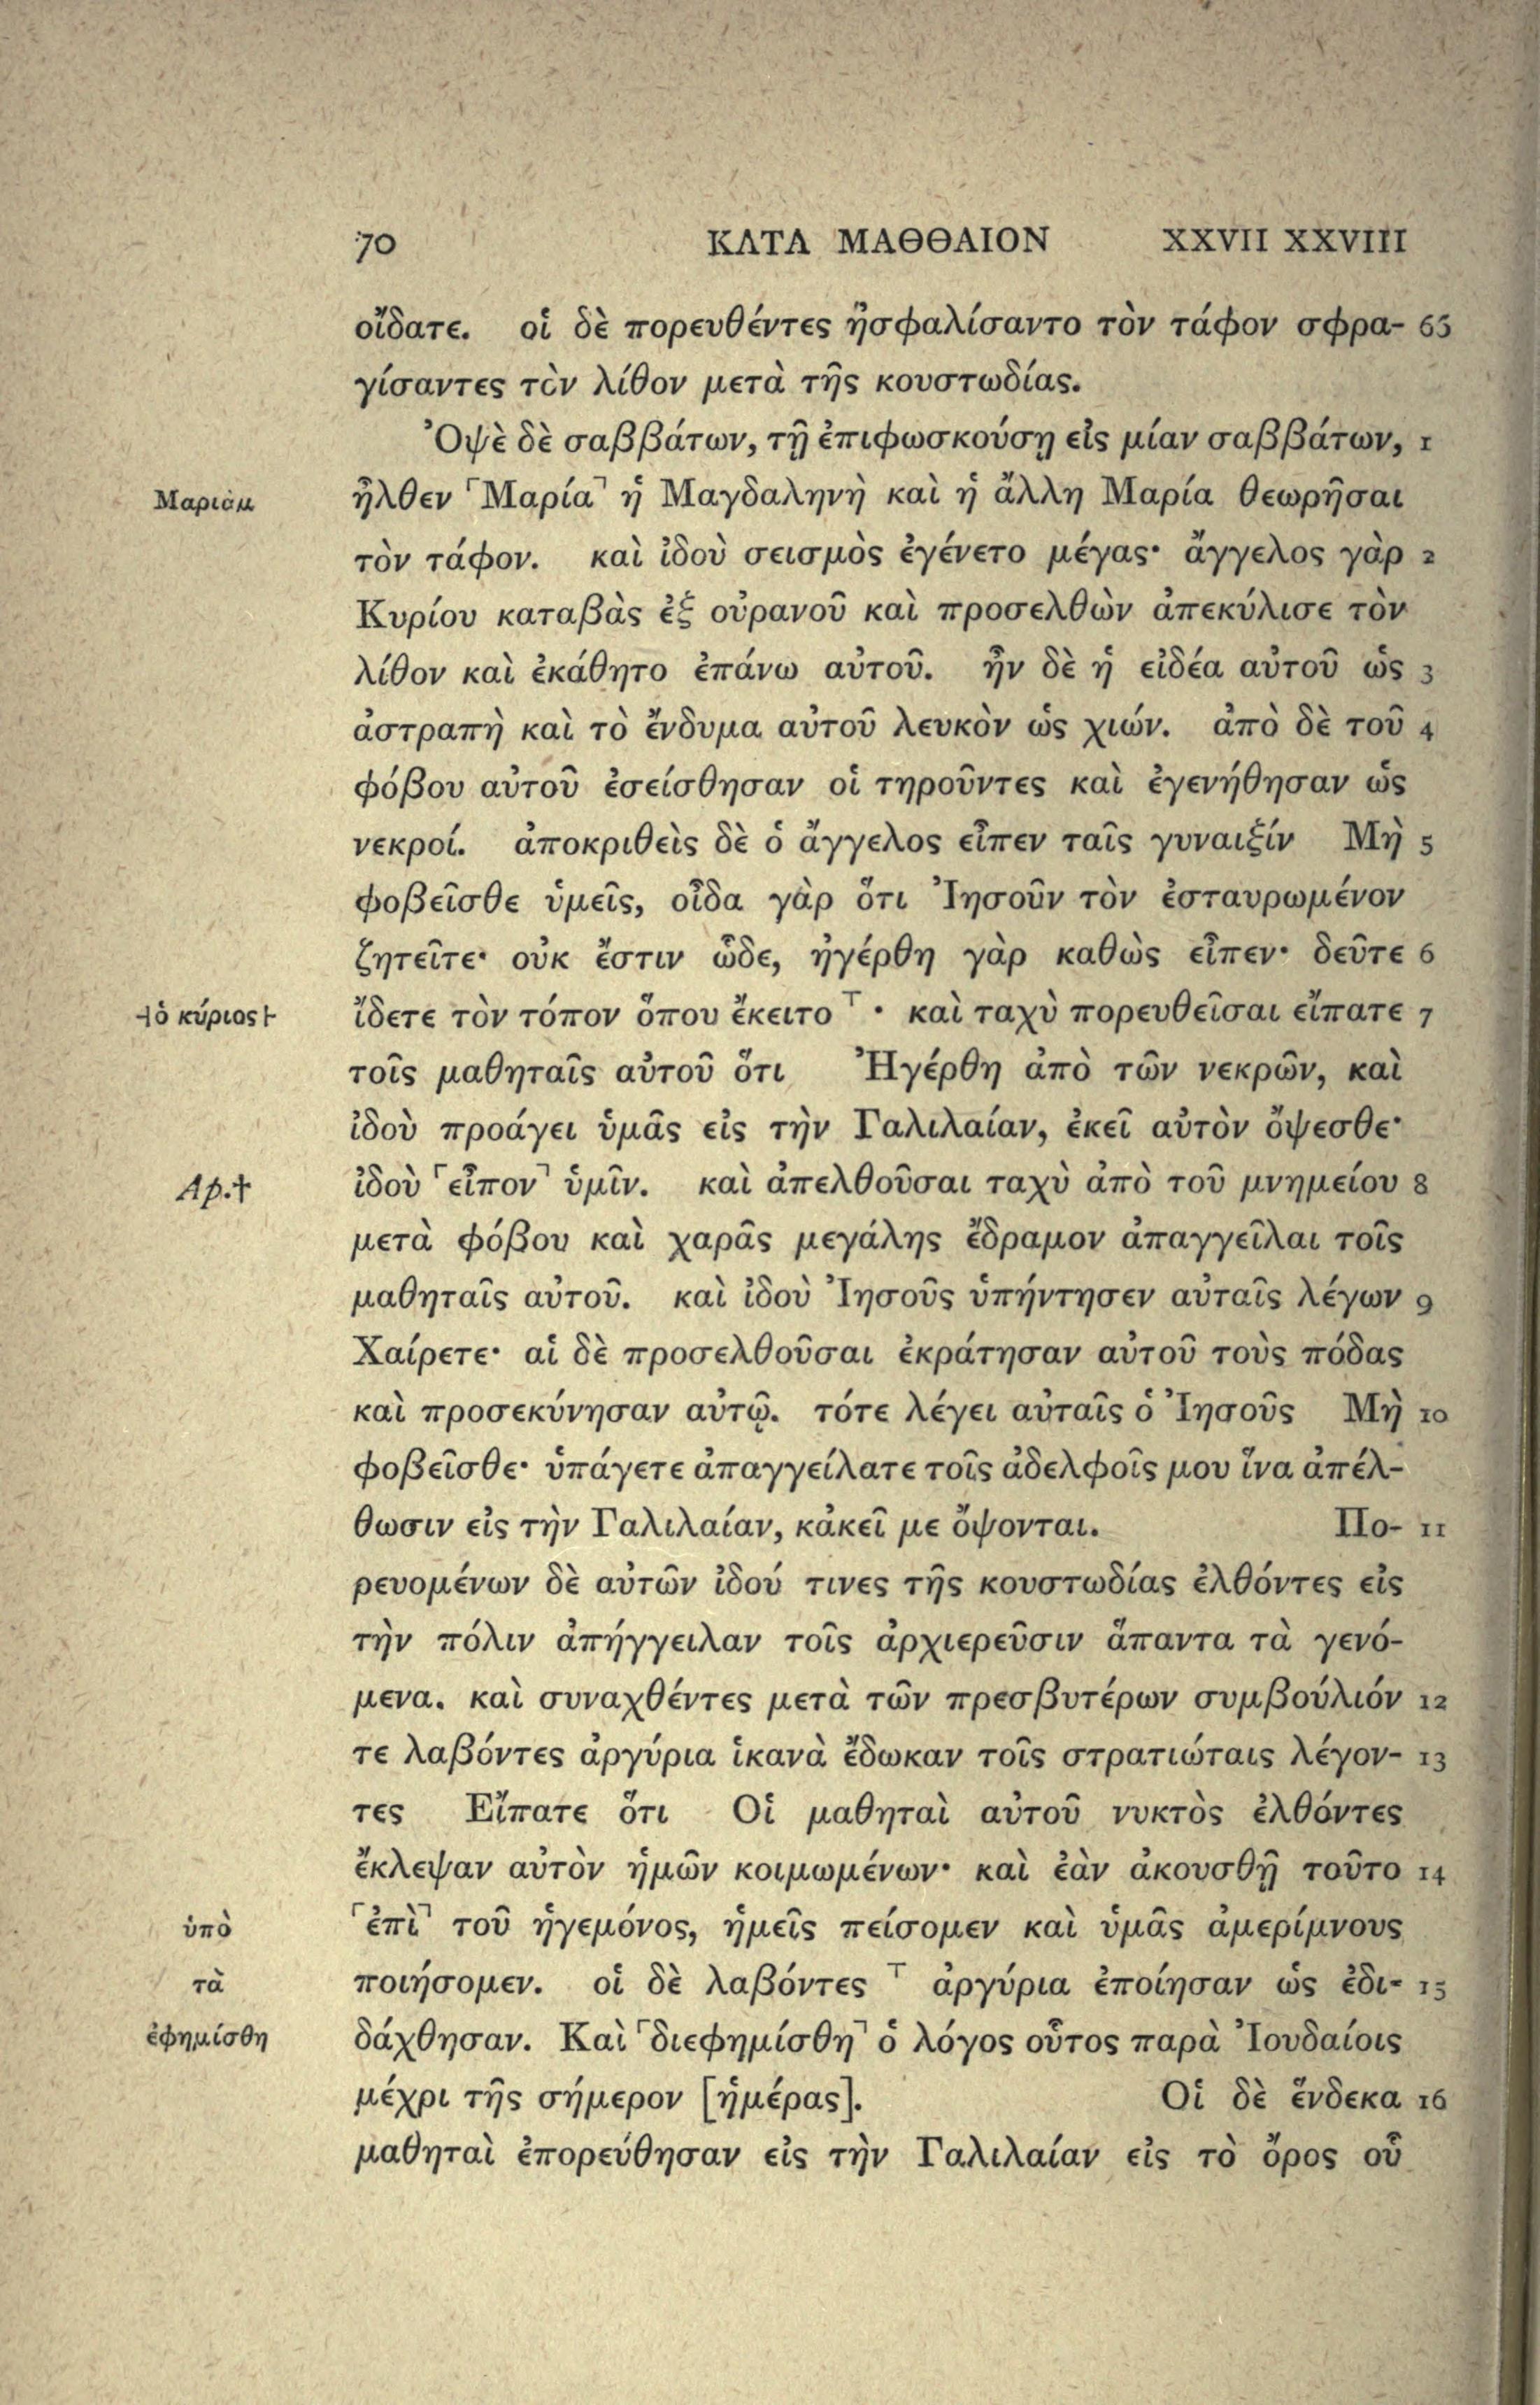 70 ΚΑΤΑ ΜΑΘΘΑΙΟΝ XXVII XXVIII
οἴδατε. οἱ δὲ πορευθέντες ἠσφαλίσαντο τὸν τάφον σφρα- 65
γίσαντες τὸν λίθον μετὰ τῆς κουστωδίας.
Ὀψὲ δὲ σαββάτων, τῇ ἐπιφωσκούσῃ εἰς μίαν σαββάτων, 1
Μαριὰμ ἦλθεν ⌜Μαρία⌝ ἡ Μαγδαληνὴ καὶ ἡ ἄλλη Μαρία θεωρῆσαι
τὸν τάφον. καὶ ἰδοὺ σεισμὸς ἐγένετο μέγας· ἄγγελος γὰρ 2
Κυρίου καταβὰς ἐξ οὐρανοῦ καὶ προσελθὼν ἀπεκύλισε τὸν
λίθον καὶ ἐκάθητο ἐπάνω αὐτοῦ. ἦν δὲ ἡ εἰδέα αὐτοῦ ὡς 3
ἀστραπὴ καὶ τὸ ἔνδυμα αὐτοῦ λευκὸν ὡς χιών. ἀπὸ δὲ τοῦ 4
φόβου αὐτοῦ ἐσείσθησαν οἱ τηροῦντες καὶ ἐγενήθησαν ὡς
νεκροί. ἀποκριθεὶς δὲ ὁ ἄγγελος εἶπεν ταῖς γυναιξίν Μὴ 5
φοβεῖσθε ὑμεῖς, οἶδα γὰρ ὅτι Ἰησοῦν τὸν ἐσταυρωμένον
ζητεῖτε· οὐκ ἔστιν ὧδε, ἠγέρθη γὰρ καθὼς εἶπεν· δεῦτε 6
⊣ὁ κύριος⊢ ἴδετε τὸν τόπον ὅπου ἔκειτο ⊤ · καὶ ταχὺ πορευθεῖσαι εἴπατε 7
τοῖς μαθηταῖς αὐτοῦ ὅτι Ἠγέρθη ἀπὸ τῶν νεκρῶν, καὶ
ἰδοὺ προάγει ὑμᾶς εἰς τὴν Γαλιλαίαν, ἐκεῖ αὐτὸν ὄψεσθε·
Ap.† ἰδοὺ ⌜εἶπον⌝ ὑμῖν. καὶ ἀπελθοῦσαι ταχὺ ἀπὸ τοῦ μνημείου 8
μετὰ φόβου καὶ χαρᾶς μεγάλης ἔδραμον ἀπαγγεῖλαι τοῖς
μαθηταῖς αὐτοῦ. καὶ ἰδοὺ Ἰησοῦς ὑπήντησεν αὐταῖς λέγων 9
Χαίρετε· αἱ δὲ προσελθοῦσαι ἐκράτησαν αὐτοῦ τοὺς πόδας
καὶ προσεκύνησαν αὐτῷ. τότε λέγει αὐταῖς ὁ Ἰησοῦς Μὴ 10
φοβεῖσθε· ὑπάγετε ἀπαγγείλατε τοῖς ἀδελφοῖς μου ἵνα ἀπέλ-
θωσιν εἰς τὴν Γαλιλαίαν, κἀκεῖ με ὄψονται. Πο- 11
ρευομένων δὲ αὐτῶν ἰδού τινες τῆς κουστωδίας ἐλθόντες εἰς
τὴν πόλιν ἀπήγγειλαν τοῖς ἀρχιερεῦσιν ἅπαντα τὰ γενό-
μενα. καὶ συναχθέντες μετὰ τῶν πρεσβυτέρων συμβούλιόν 12
τε λαβόντες ἀργύρια ἱκανὰ ἔδωκαν τοῖς στρατιώταις λέγον- 13
τες Εἴπατε ὅτι Οἱ μαθηταὶ αὐτοῦ νυκτὸς ἐλθόντες
ἔκλεψαν αὐτὸν ἡμῶν κοιμωμένων· καὶ ἐὰν ἀκουσθῇ τοῦτο 14
ὑπὸ ⌜ἐπὶ⌝ τοῦ ἡγεμόνος, ἡμεῖς πείσομεν καὶ ὑμᾶς ἀμερίμνους
τὰ ποιήσομεν. οἱ δὲ λαβόντες ⊤ ἀργύρια ἐποίησαν ὡς ἐδι- 15
ἐφημίσθη δάχθησαν. Καὶ ⌜διεφημίσθη⌝ ὁ λόγος οὗτος παρὰ Ἰουδαίοις
μέχρι τῆς σήμερον [ἡμέρας]. Οἱ δὲ ἕνδεκα 16
μαθηταὶ ἐπορεύθησαν εἰς τὴν Γαλιλαίαν εἰς τὸ ὄρος οὗ